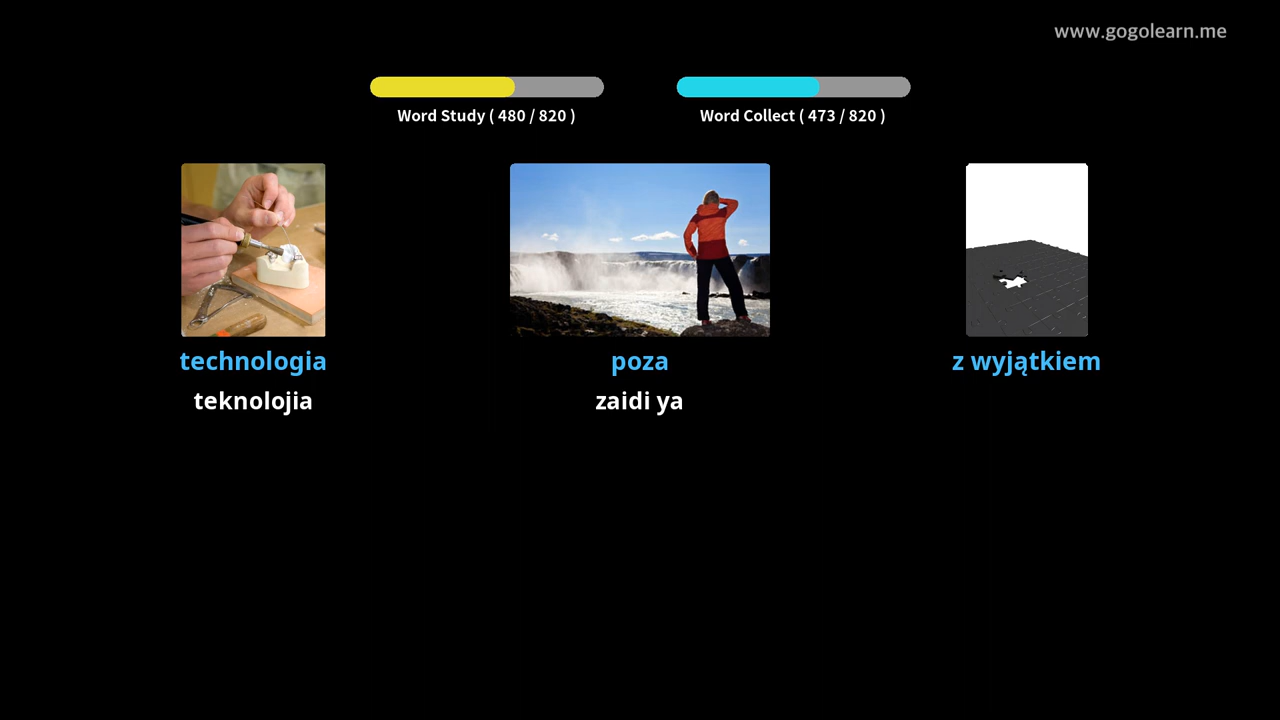 www.gogolearn.me
Word Study ( 480 / 820 )
Word Collect ( 473 / 820 )
technologia
teknolojia
poza
zaidi ya
z wyjątkiem